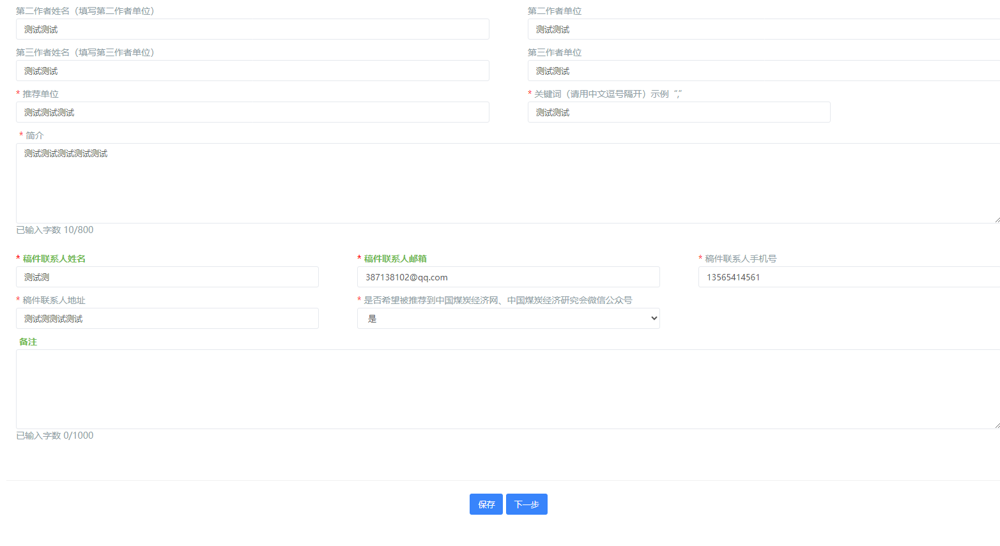 第二作者姓名（填写第二作者单位）
第二作者单位
测试测试
测试测试
第三作者姓名（填写第三作者单位）
第三作者单位
测试测试
测试测试
* 推荐单位
* 关键词（请用中文逗号隔开）示例“,”
测试测试测试
测试测试
* 简介
测试测试测试测试测试
已输入字数 10/800
* 稿件联系人姓名
* 稿件联系人邮箱
* 稿件联系人手机号
测试测
387138102@qq.com
13565414561
* 稿件联系人地址
* 是否希望被推荐到中国煤炭经济网、中国煤炭经济研究会微信公众号
测试测测试测试
是
备注
已输入字数 0/1000
保存
下一步